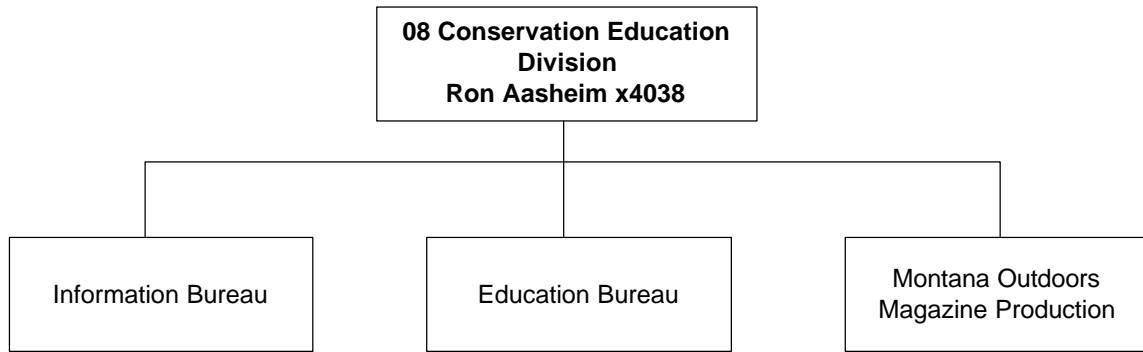 08 Conservation Education
Division
Ron Aasheim x4038
Information Bureau
Education Bureau
Montana Outdoors
Magazine Production